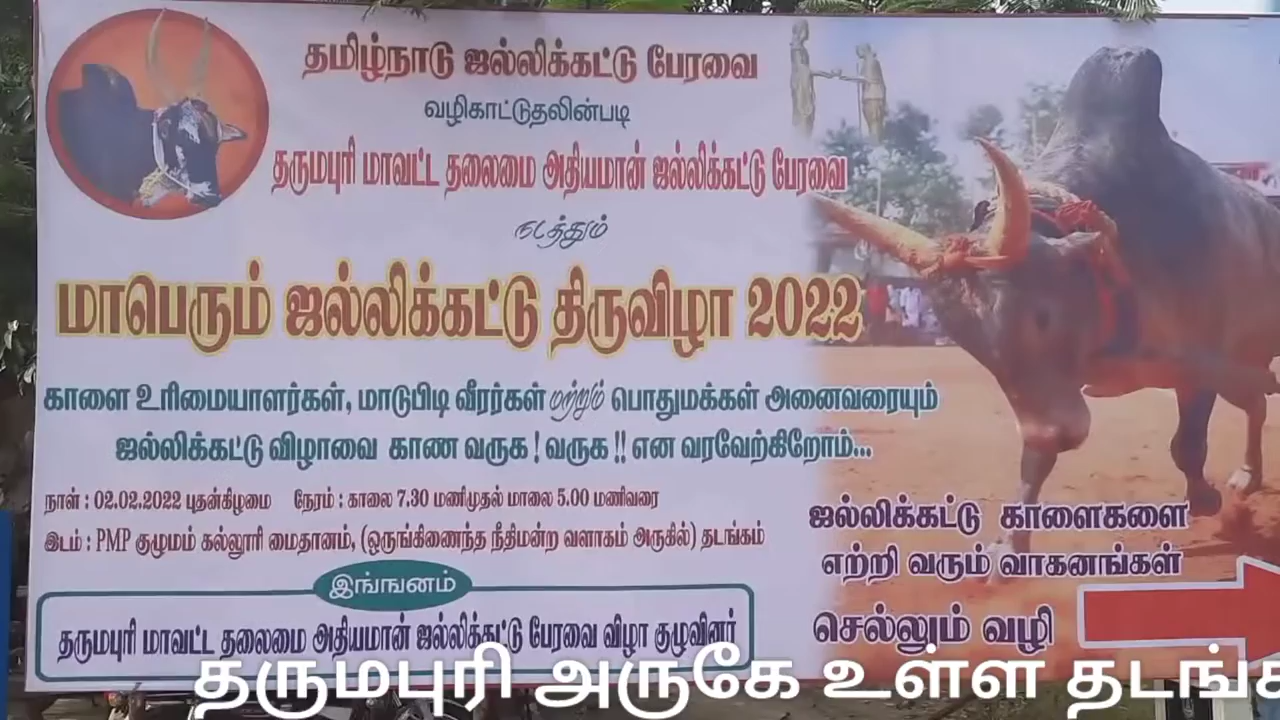 தமிழ்நாடு ஜல்லிக்கட்டு பேரவை
வழிகாட்டுதலின்படி
தருமபுரி மாவட்ட தலைமை அதியமான் ஜல்லிக்கட்டு பேரவை
நடத்தும்
மாபெரும் ஜல்லிக்கட்டு திருவிழா 2022
காளை உரிமையாளர்கள், மாடுபிடி வீரர்கள் மற்றும் பொதுமக்கள் அனைவரையும்
ஜல்லிக்கட்டு விழாவை காண வருக ! வருக !! என வரவேற்கிறோம்...
நாள் : 02.02.2022 புதன்கிழமை நேரம் : காலை 7.30 மணிமுதல் மாலை 5.00 மணிவரை
இடம் : PMP குழுமம் கல்லூரி மைதானம், (ஒருங்கிணைந்த நீதிமன்ற வளாகம் அருகில்) தடங்கம்
இங்ஙனம்
தருமபுரி மாவட்ட தலைமை அதியமான் ஜல்லிக்கட்டு பேரவை விழா குழுவினர்
ஜல்லிக்கட்டு காளைகளை
எற்றி வரும் வாகனங்கள்
செல்லும் வழி
தருமபுரி அருகே உள்ள தடங்க